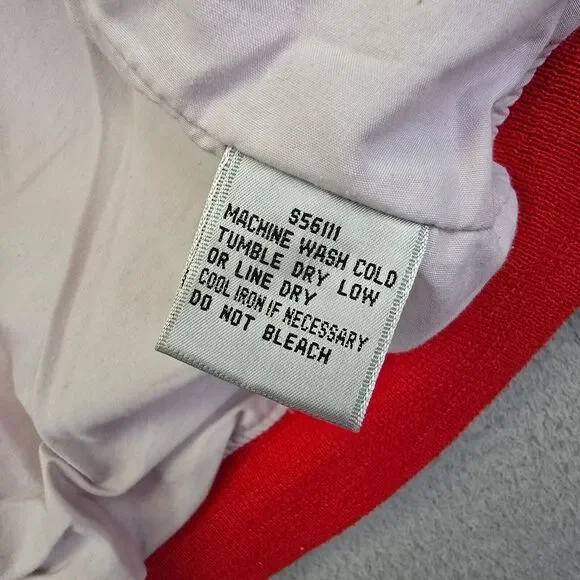 S56111
MACHINE WASH COLD
TUMBLE DRY LOW
OR LINE DRY
COOL IRON IF NECESSARY
DO NOT BLEACH